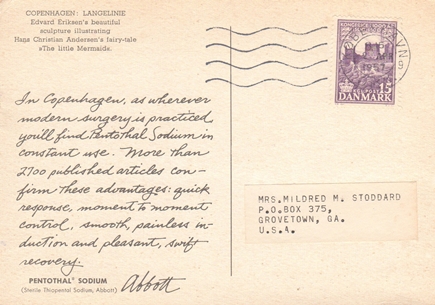 COPENHAGEN: LANGELINIE
Edvard Eriksen's beautiful
sculpture illustrating
Hans Christian Andersen's fairy-tale
»The little Mermaid«.
In Copenhagen, as wherever
modern surgery is practiced,
you'll find Pentothal Sodium in
constant use. More than
2700 published articles con-
firm these advantages: quick
response, moment to moment
control, smooth, painless in-
duction and pleasant, swift
recovery.
PENTOTHAL® SODIUM
(Sterile Thiopental Sodium, Abbott)
Abbott
KØBENHAVN
15
DANMARK
MRS. MILDRED M. STODDARD
P.O.BOX 375,
GROVETOWN, GA.
U.S.A.